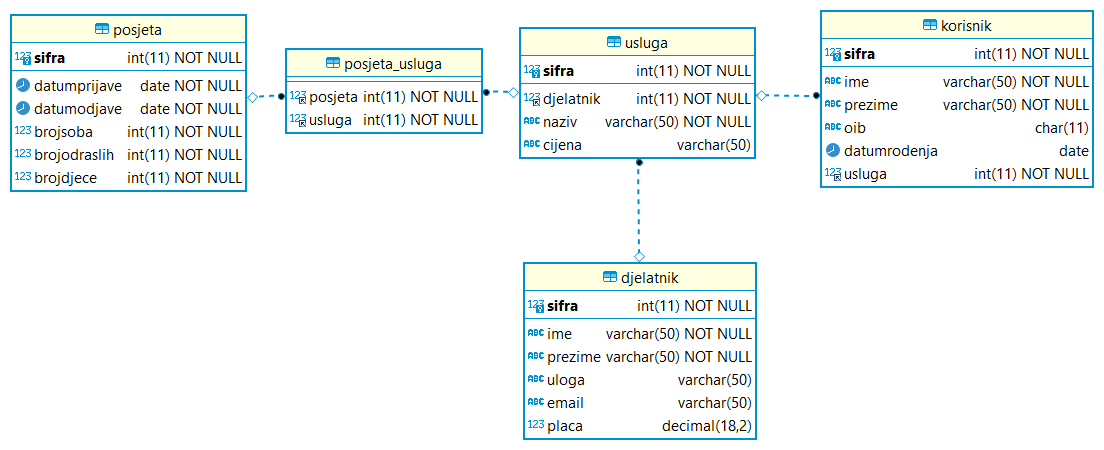 posjeta
sifra int(11) NOT NULL
datumprijave date NOT NULL
datumodjave date NOT NULL
brojsoba int(11) NOT NULL
brojodraslih int(11) NOT NULL
brojdjece int(11) NOT NULL
posjeta_usluga
posjeta int(11) NOT NULL
usluga int(11) NOT NULL
usluga
sifra int(11) NOT NULL
djelatnik int(11) NOT NULL
naziv varchar(50) NOT NULL
cijena varchar(50)
korisnik
sifra int(11) NOT NULL
ime varchar(50) NOT NULL
prezime varchar(50) NOT NULL
oib char(11)
datumrodenja date
usluga int(11) NOT NULL
djelatnik
sifra int(11) NOT NULL
ime varchar(50) NOT NULL
prezime varchar(50) NOT NULL
uloga varchar(50)
email varchar(50)
placa decimal(18,2)